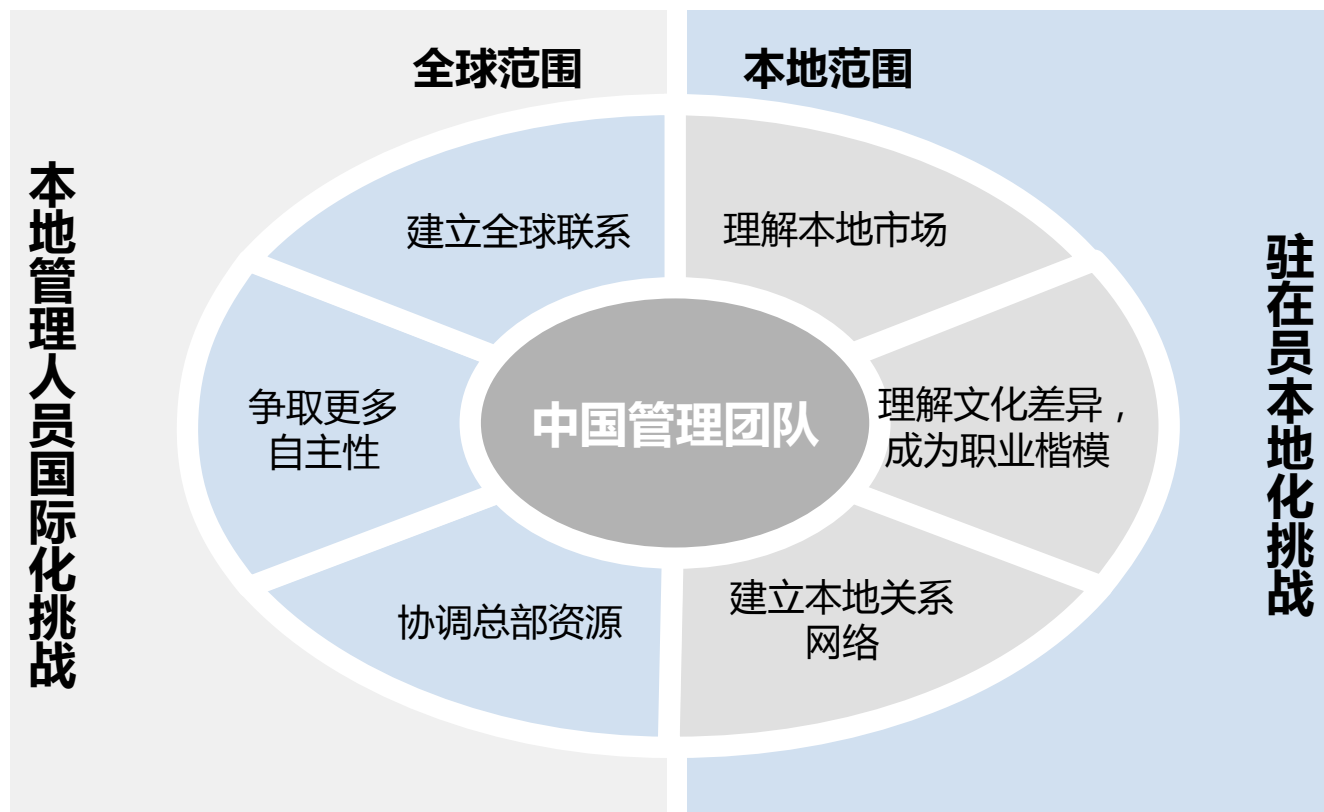 全球范围
本地范围
本地管理人员国际化挑战
建立全球联系
理解本地市场
争取更多
自主性
中国管理团队
理解文化差异，
成为职业楷模
协调总部资源
建立本地关系
网络
驻在员本地化挑战